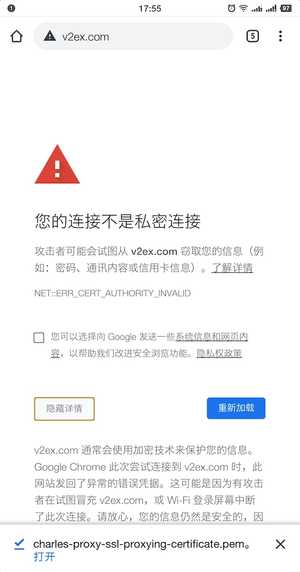 17:55
97
v2ex.com
5
您的连接不是私密连接
攻击者可能会试图从 v2ex.com 窃取您的信息（例
如：密码、通讯内容或信用卡信息）。了解详情
NET::ERR_CERT_AUTHORITY_INVALID
您可以选择向 Google 发送一些系统信息和网页内
容，以帮助我们改进安全浏览功能。隐私权政策
隐藏详情
重新加载
v2ex.com 通常会使用加密技术来保护您的信息。
Google Chrome 此次尝试连接到 v2ex.com 时，此
网站发回了异常的错误凭据。这可能是因为有攻击
者在试图冒充 v2ex.com，或 Wi-Fi 登录屏幕中断
了此次连接。请放心，您的信息仍然是安全的，因
charles-proxy-ssl-proxying-certificate.pem。
打开